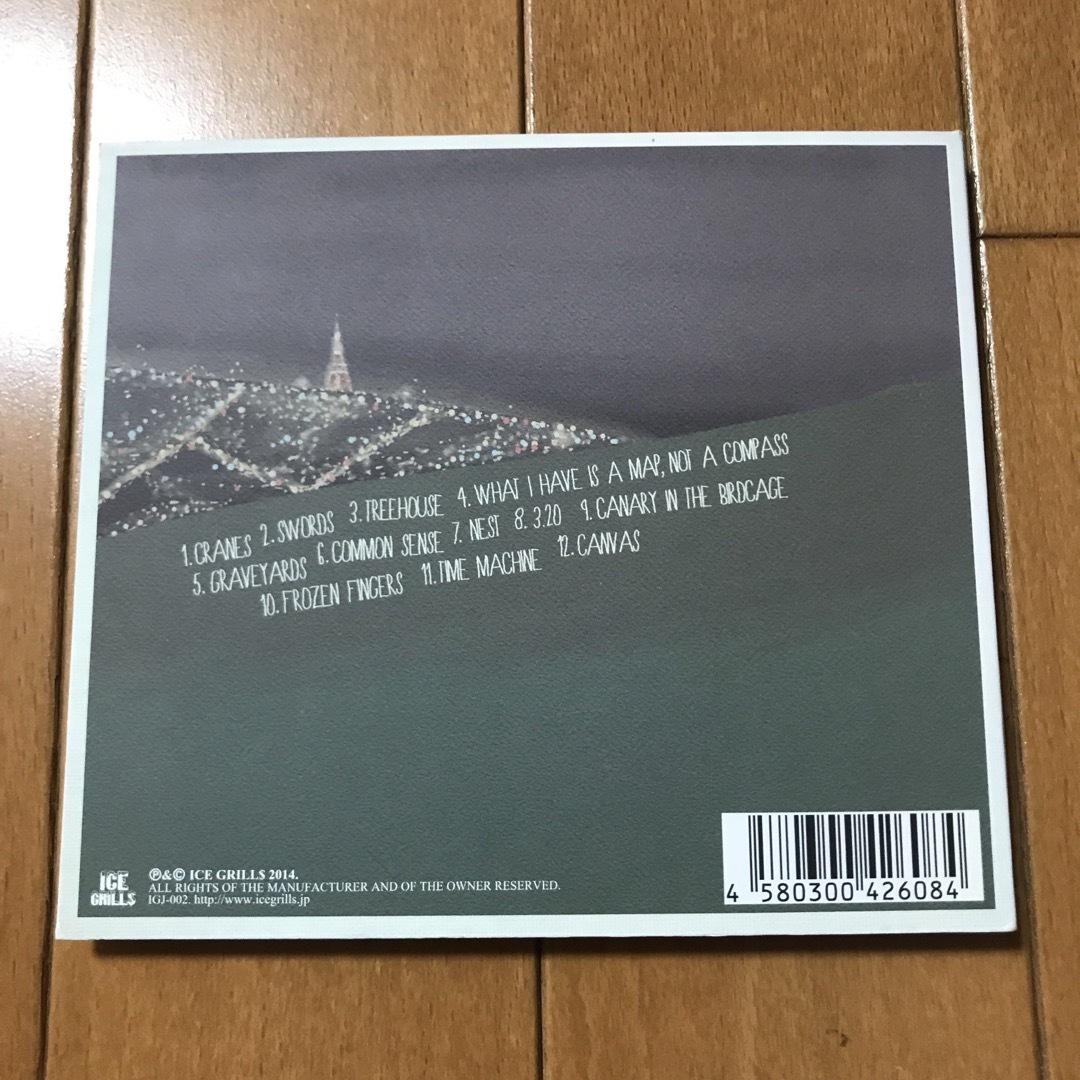 1. CRANES 2. SWORDS 3. TREEHOUSE 4. WHAT I HAVE IS A MAP, NOT A COMPASS
5. GRAVEYARDS 6. COMMON SENSE 7. NEST 8. 3.20 9. CANARY IN THE BIRDCAGE
10. FROZEN FINGERS 11. TIME MACHINE 12. CANVAS
ICE
GRILL$
℗&© ICE GRILL$ 2014.
ALL RIGHTS OF THE MANUFACTURER AND OF THE OWNER RESERVED.
IGJ-002. http://www.icegrills.jp
4 580300 426084